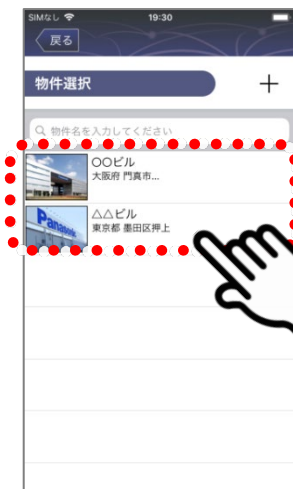 SIMなし 19:30
戻る
物件選択
物件名を入力してください
〇〇ビル
大阪府 門真市...
Panasonic
△△ビル
東京都 墨田区押上